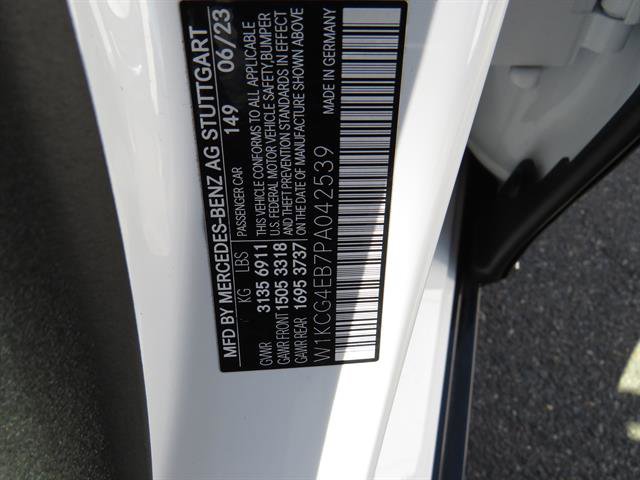 MFD BY MERCEDES-BENZ AG STUTTGART
149 06/23
KG LBS PASSENGER CAR
GVWR 3135 6911 THIS VEHICLE CONFORMS TO ALL APPLICABLE
GAWR FRONT 1505 3318 U.S. FEDERAL MOTOR VEHICLE SAFETY,BUMPER
GAWR REAR 1695 3737 AND THEFT PREVENTION STANDARDS IN EFFECT
ON THE DATE OF MANUFACTURE SHOWN ABOVE
W1KCG4EB7PA042539 MADE IN GERMANY